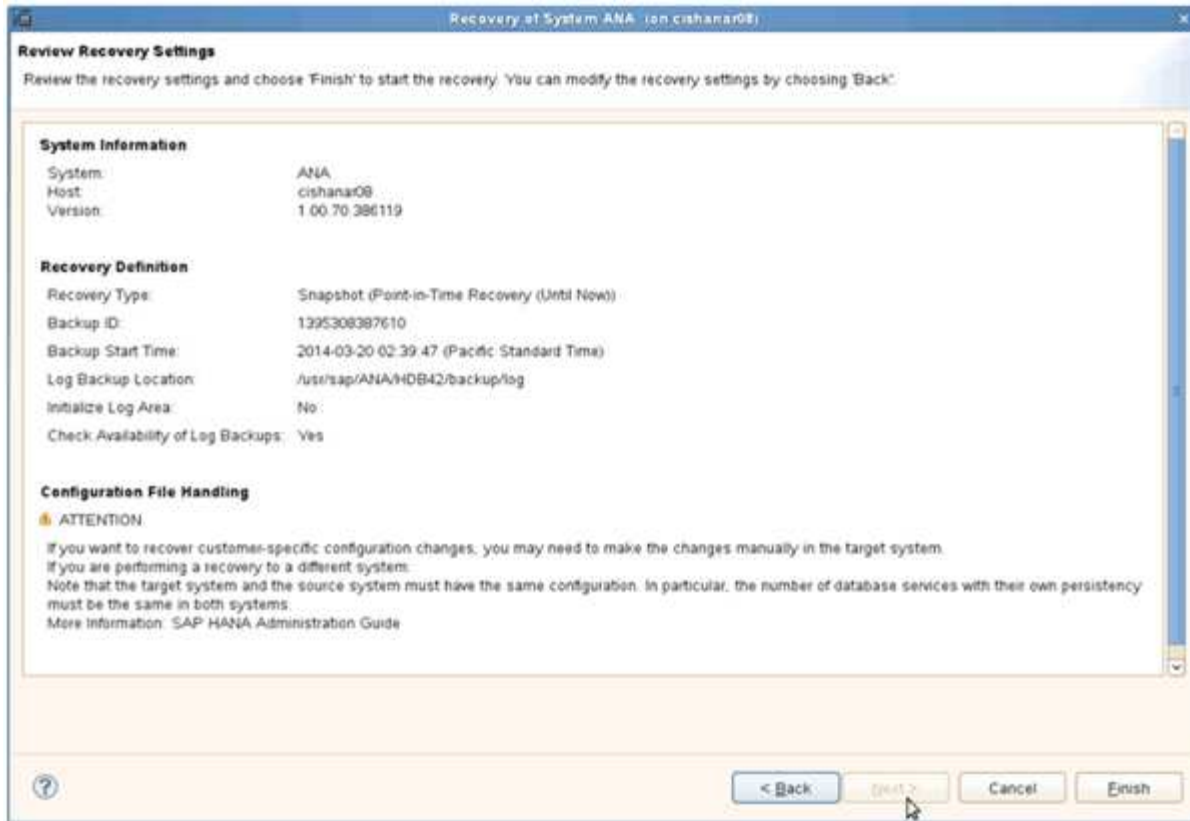 Recovery of System ANA (on cishanar08)
Review Recovery Settings
Review the recovery settings and choose 'Finish' to start the recovery. You can modify the recovery settings by choosing 'Back'.
System Information
System: ANA
Host: cishanar08
Version: 1.00.70.386119
Recovery Definition
Recovery Type: Snapshot (Point-in-Time Recovery (Until Now))
Backup ID: 1395308387610
Backup Start Time: 2014-03-20 02:39:47 (Pacific Standard Time)
Log Backup Location: /usr/sap/ANA/HDB42/backup/log
Initialize Log Area: No
Check Availability of Log Backups: Yes
Configuration File Handling
ATTENTION
If you want to recover customer-specific configuration changes, you may need to make the changes manually in the target system.
If you are performing a recovery to a different system:
Note that the target system and the source system must have the same configuration. In particular, the number of database services with their own persistency
must be the same in both systems.
More Information: SAP HANA Administration Guide
?
< Back Next > Cancel Finish